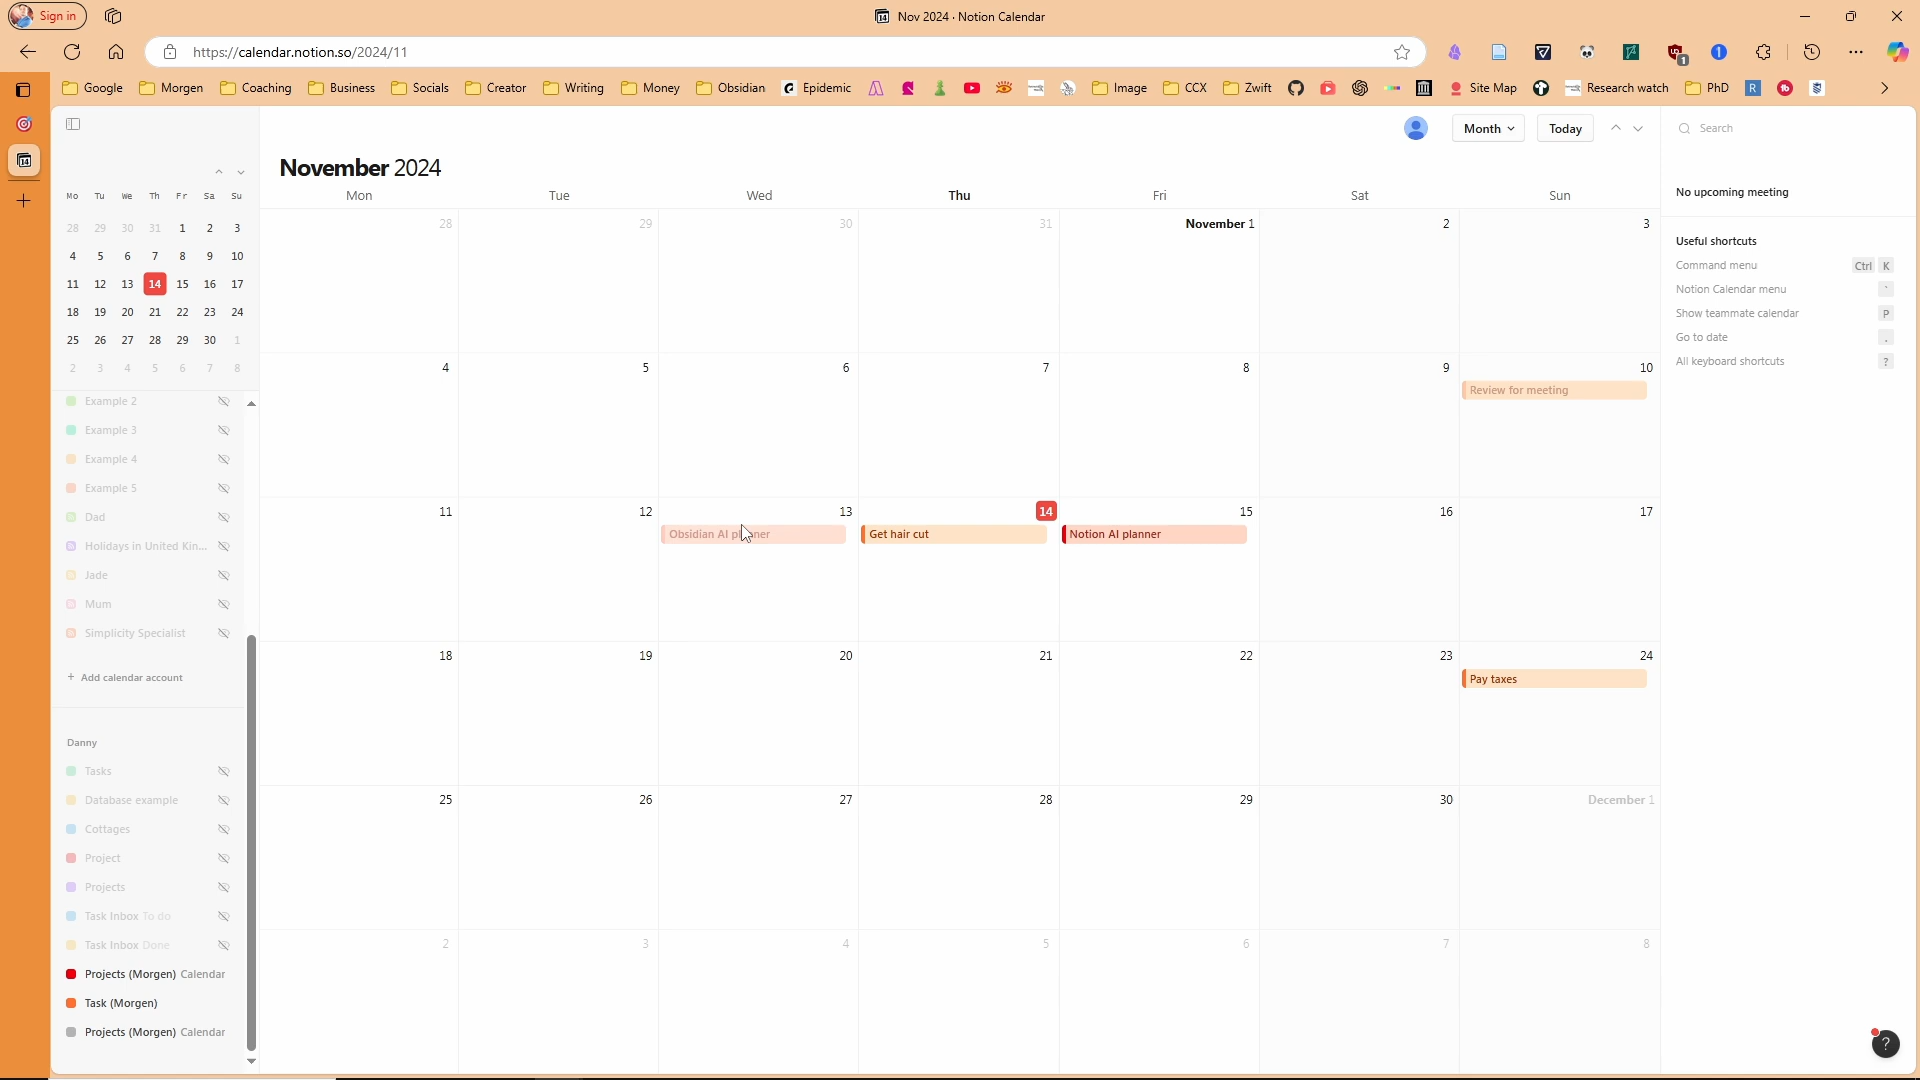 Sign in
Nov 2024 · Notion Calendar
https://calendar.notion.so/2024/11
1
Google Morgen Coaching Business Socials Creator Writing Money Obsidian Epidemic Image CCX Zwift Site Map Research watch PhD R
14
Month Today
Search
November 2024
Mo Tu We Th Fr Sa Su
28 29 30 31 1 2 3
4 5 6 7 8 9 10
11 12 13 14 15 16 17
18 19 20 21 22 23 24
25 26 27 28 29 30 1
2 3 4 5 6 7 8
Example 2
Example 3
Example 4
Example 5
Dad
Holidays in United Kin...
Jade
Mum
Simplicity Specialist
+ Add calendar account
Danny
Tasks
Database example
Cottages
Project
Projects
Task Inbox To do
Task Inbox Done
Projects (Morgen) Calendar
Task (Morgen)
Projects (Morgen) Calendar
Mon Tue Wed Thu Fri Sat Sun
28 29 30 31 November 1 2 3
4 5 6 7 8 9 10
Review for meeting
11 12 13 14 15 16 17
Get hair cut Notion AI planner
Obsidian AI
18 19 20 21 22 23 24
Pay taxes
25 26 27 28 29 30 December 1
2 3 4 5 6 7 8
No upcoming meeting
Useful shortcuts
Command menu Ctrl K
Notion Calendar menu `
Show teammate calendar P
Go to date .
All keyboard shortcuts ?
?